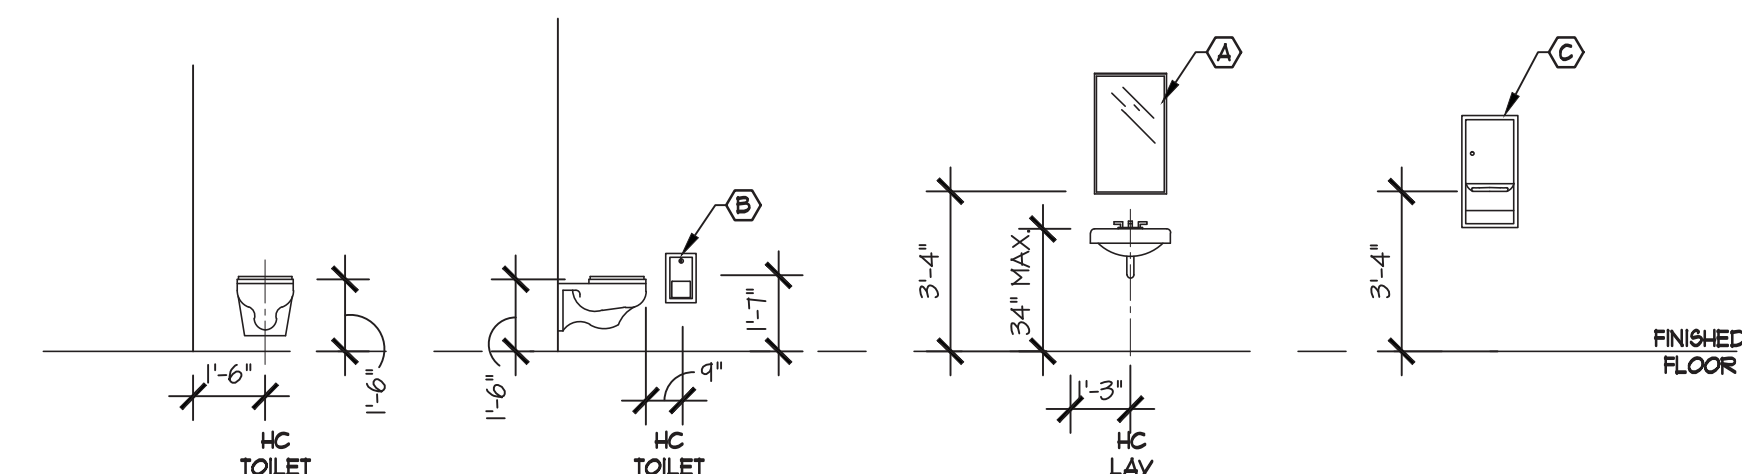 A
C
B
3'-4"
34" MAX.
3'-4"
1'-7"
FINISHED
FLOOR
1'-6"
1'-6"
1'-6"
9"
1'-3"
HC
TOILET
HC
TOILET
HC
LAV